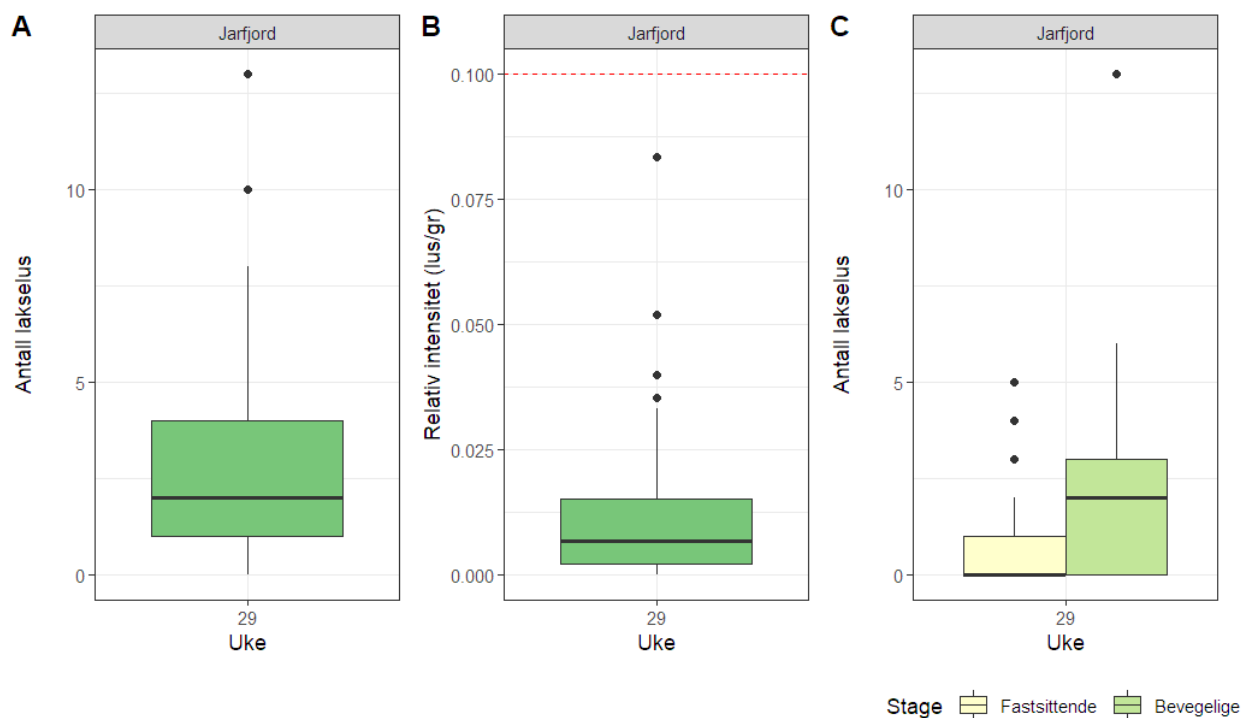 A
Jarfjord
Antall lakselus
10
5
0
29
Uke
B
Jarfjord
Relativ intensitet (lus/gr)
0.100
0.075
0.050
0.025
0.000
29
Uke
C
Jarfjord
Antall lakselus
10
5
0
29
Uke
Stage Fastsittende Bevegelige